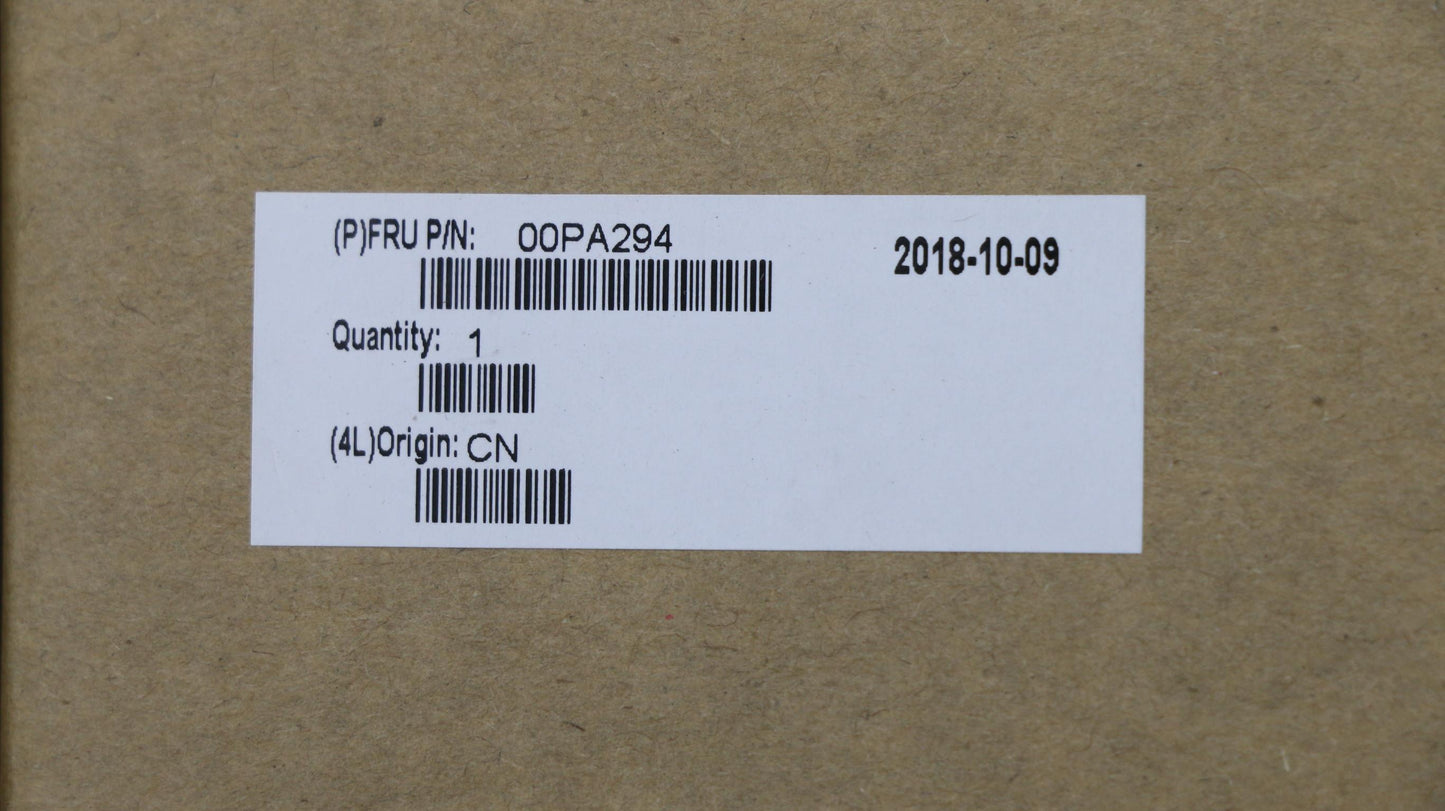 (P)FRU P/N: 00PA294
2018-10-09
Quantity: 1
(4L)Origin: CN